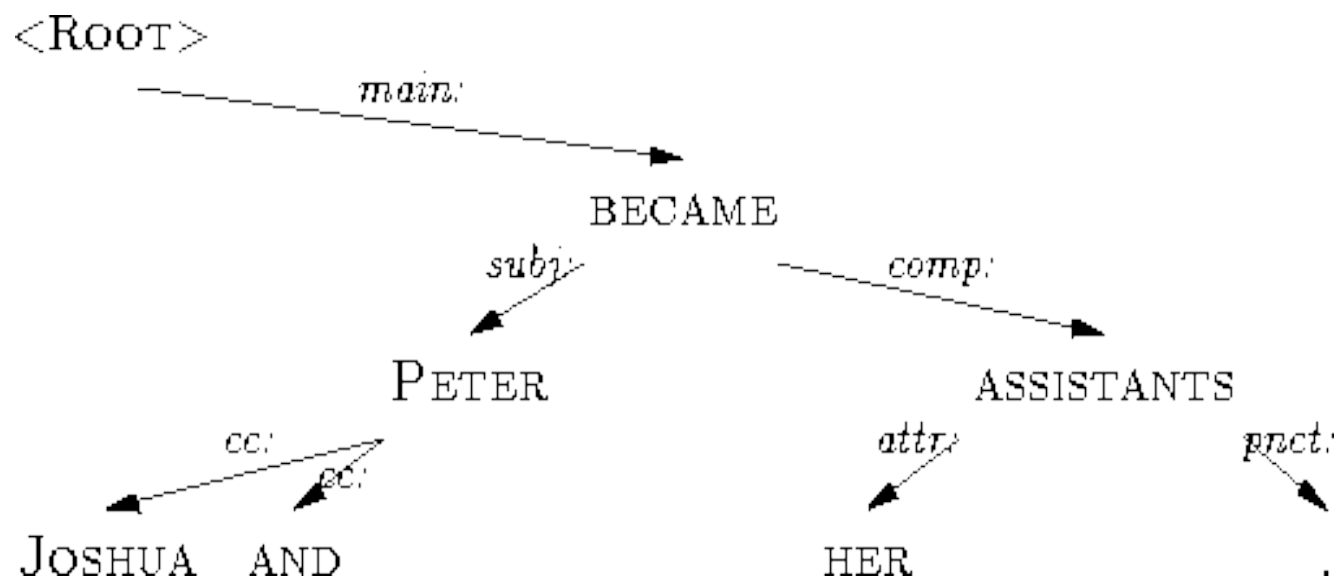 <ROOT>
main:
BECAME
subj: comp:
PETER ASSISTANTS
cc: cc: attr: pnct:
JOSHUA AND HER .